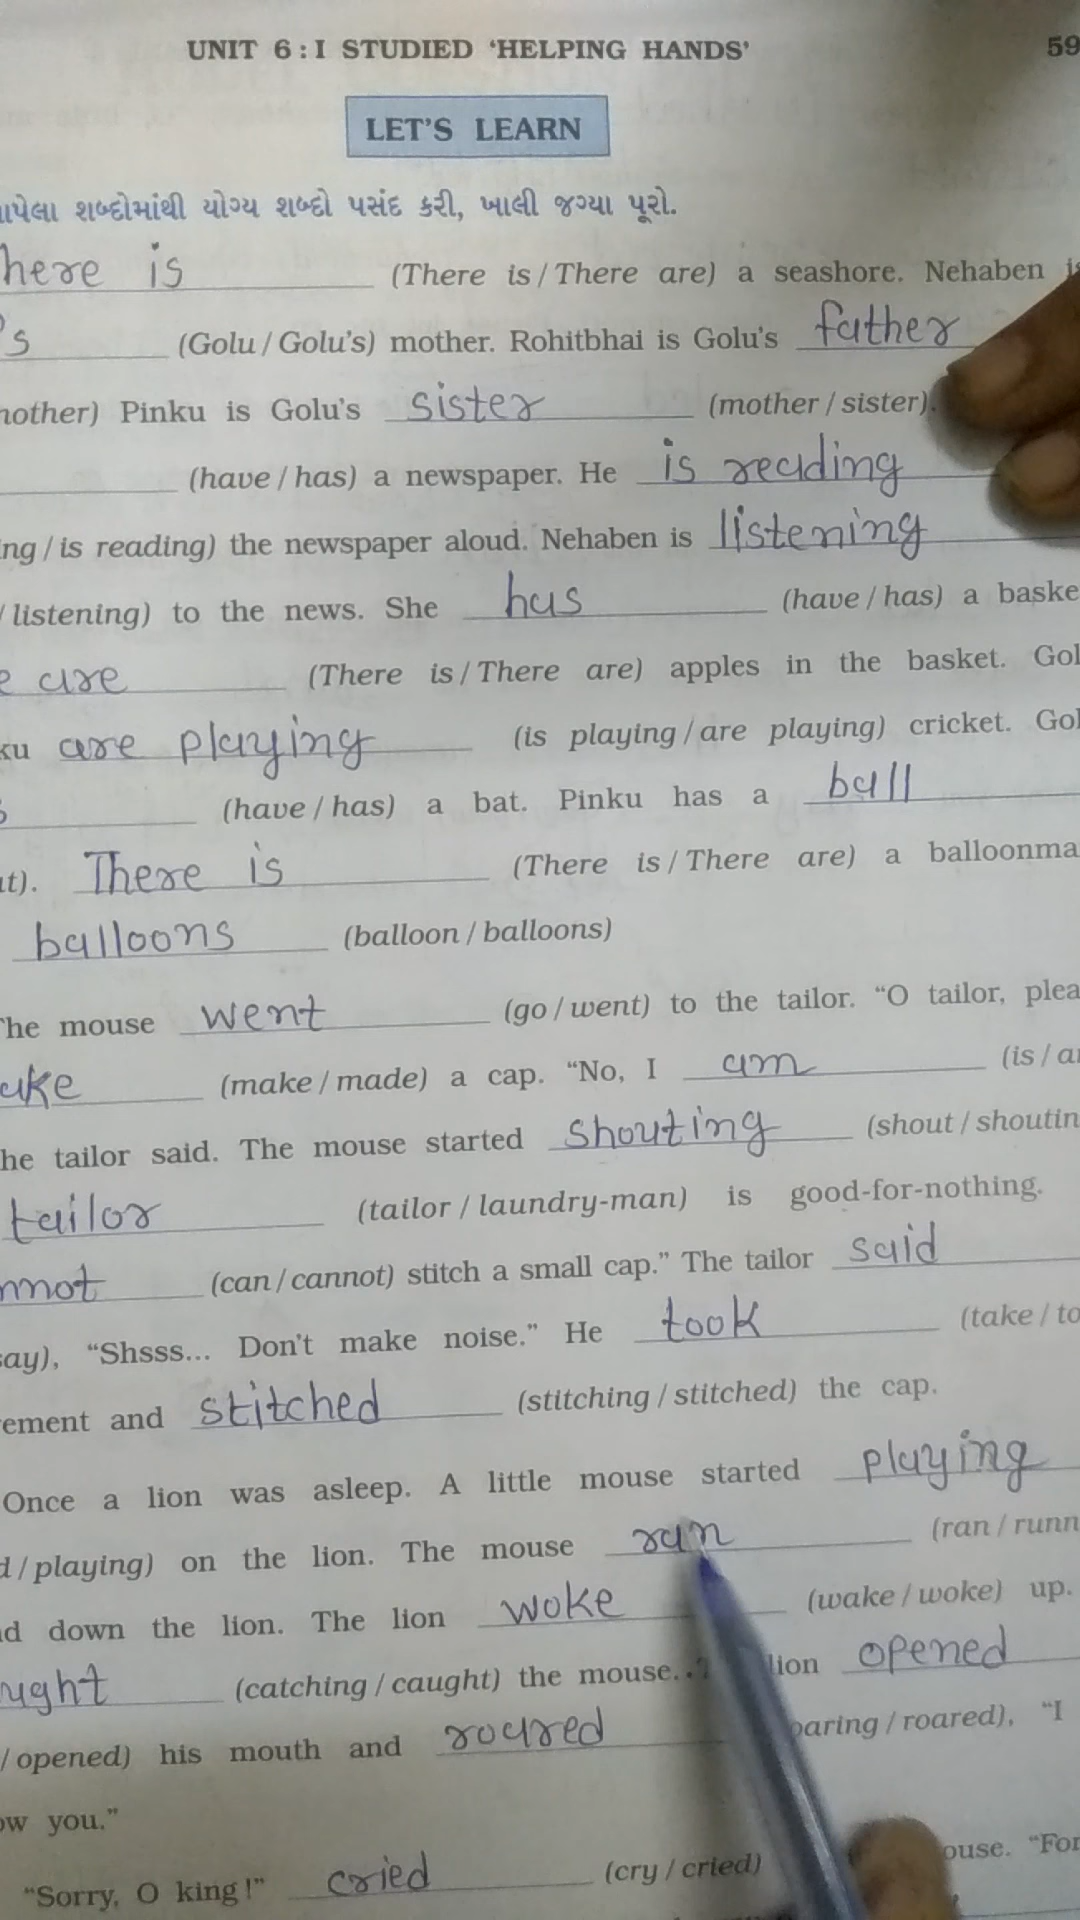 UNIT 6 : I STUDIED ‘HELPING HANDS’ 59
LET'S LEARN
શબ્દોમાંથી યોગ્ય શબ્દો પસંદ કરી, ખાલી જગ્યા પૂરો.
here is (There is / There are) a seashore. Nehaben is
's (Golu / Golu's) mother. Rohitbhai is Golu's father
mother) Pinku is Golu's sister (mother / sister).
(have / has) a newspaper. He is reading
ing / is reading) the newspaper aloud. Nehaben is listening
/ listening) to the news. She has (have / has) a baske
e are (There is / There are) apples in the basket. Gol
ku are playing (is playing / are playing) cricket. Gol
s (have / has) a bat. Pinku has a ball
at). There is (There is / There are) a balloonma
balloons (balloon / balloons)
The mouse went (go / went) to the tailor. “O tailor, plea
ake (make / made) a cap. “No, I am (is / am
he tailor said. The mouse started shouting (shout / shoutin
tailor (tailor / laundry-man) is good-for-nothing.
nnot (can / cannot) stitch a small cap.” The tailor said
say), “Shsss... Don't make noise.” He took (take / to
ement and stitched (stitching / stitched) the cap.
Once a lion was asleep. A little mouse started playing
d / playing) on the lion. The mouse ran (ran / runn
nd down the lion. The lion woke (wake / woke) up.
ught (catching / caught) the mouse. lion opened
/ opened) his mouth and roared oaring / roared), “I
ow you.”
“Sorry, O king !” cried (cry / cried) ouse. “For